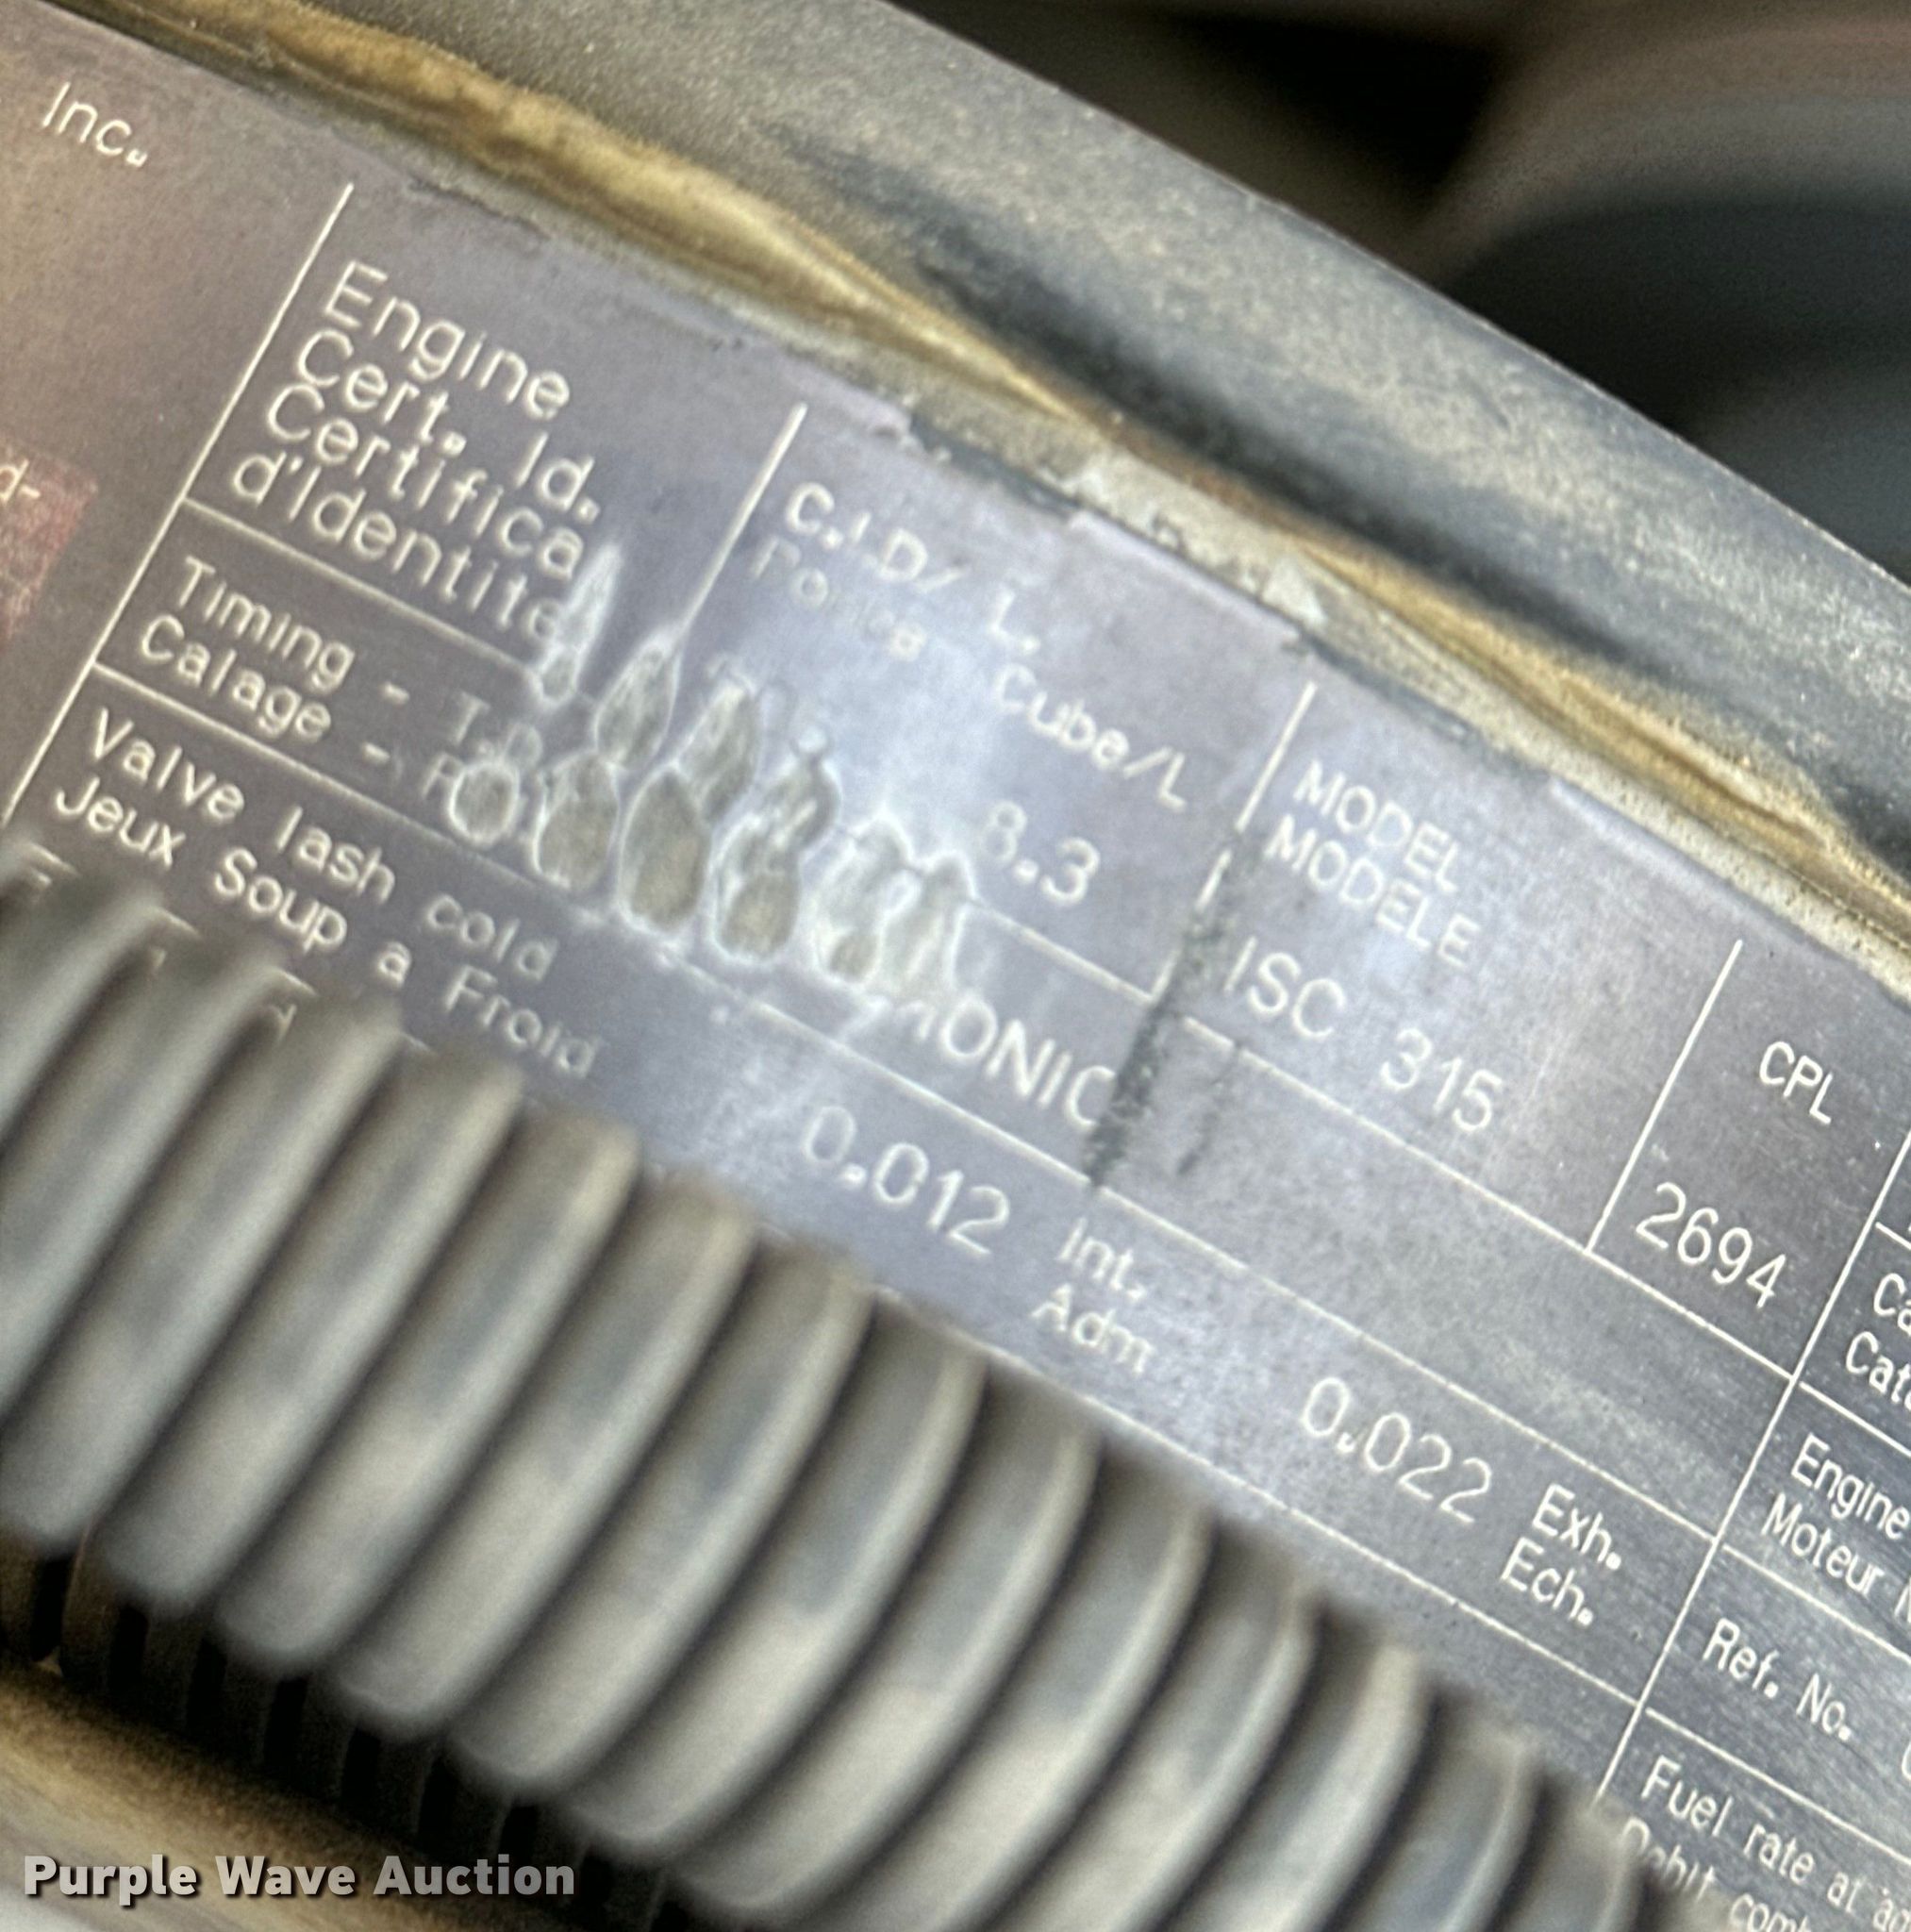 Inc.
Engine
Cert. Id.
Certifica
d'Identite
C.I.D/ L.
Cube/L
8.3
MODEL
MODELE
ISC 315
CPL
2694
Timing -
Calage -
Valve lash cold
Jeux Soup a Froid
0.012 Int.
Adm
0.022 Exh.
Ech.
Engine
Moteur
Ref. No.
Fuel rate at
Purple Wave Auction